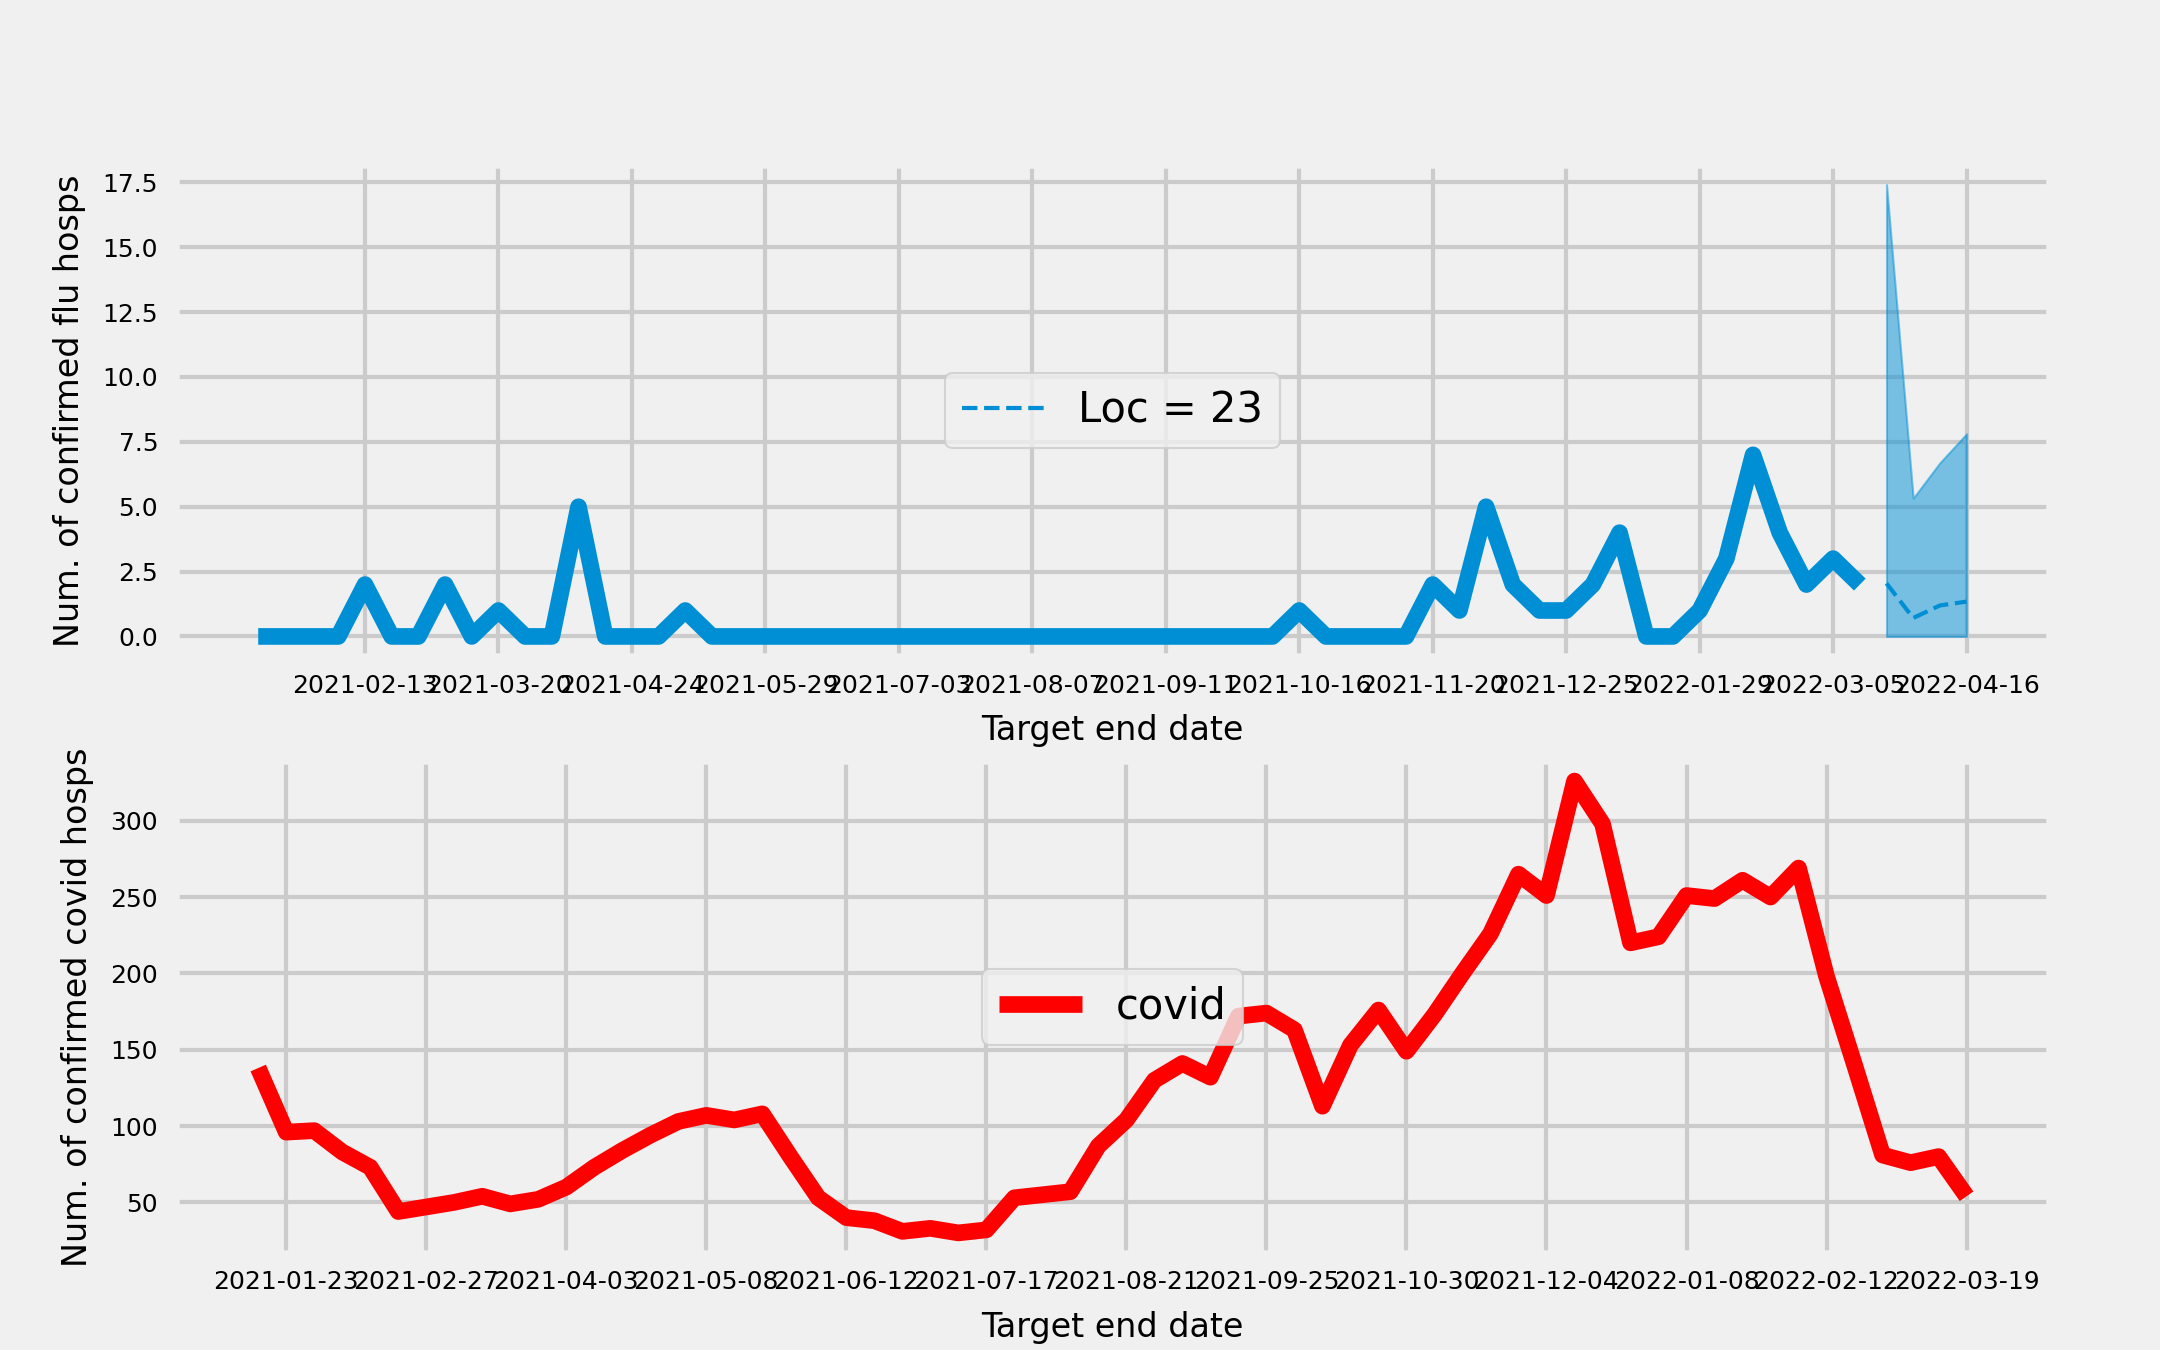 Num. of confirmed flu hosps
17.5
15.0
12.5
10.0
7.5
5.0
2.5
0.0
Loc = 23
2021-02-13 2021-03-20 2021-04-24 2021-05-29 2021-07-03 2021-08-07 2021-09-11 2021-10-16 2021-11-20 2021-12-25 2022-01-29 2022-03-05 2022-04-16
Target end date
Num. of confirmed covid hosps
300
250
200
150
100
50
covid
2021-01-23 2021-02-27 2021-04-03 2021-05-08 2021-06-12 2021-07-17 2021-08-21 2021-09-25 2021-10-30 2021-12-04 2022-01-08 2022-02-12 2022-03-19
Target end date